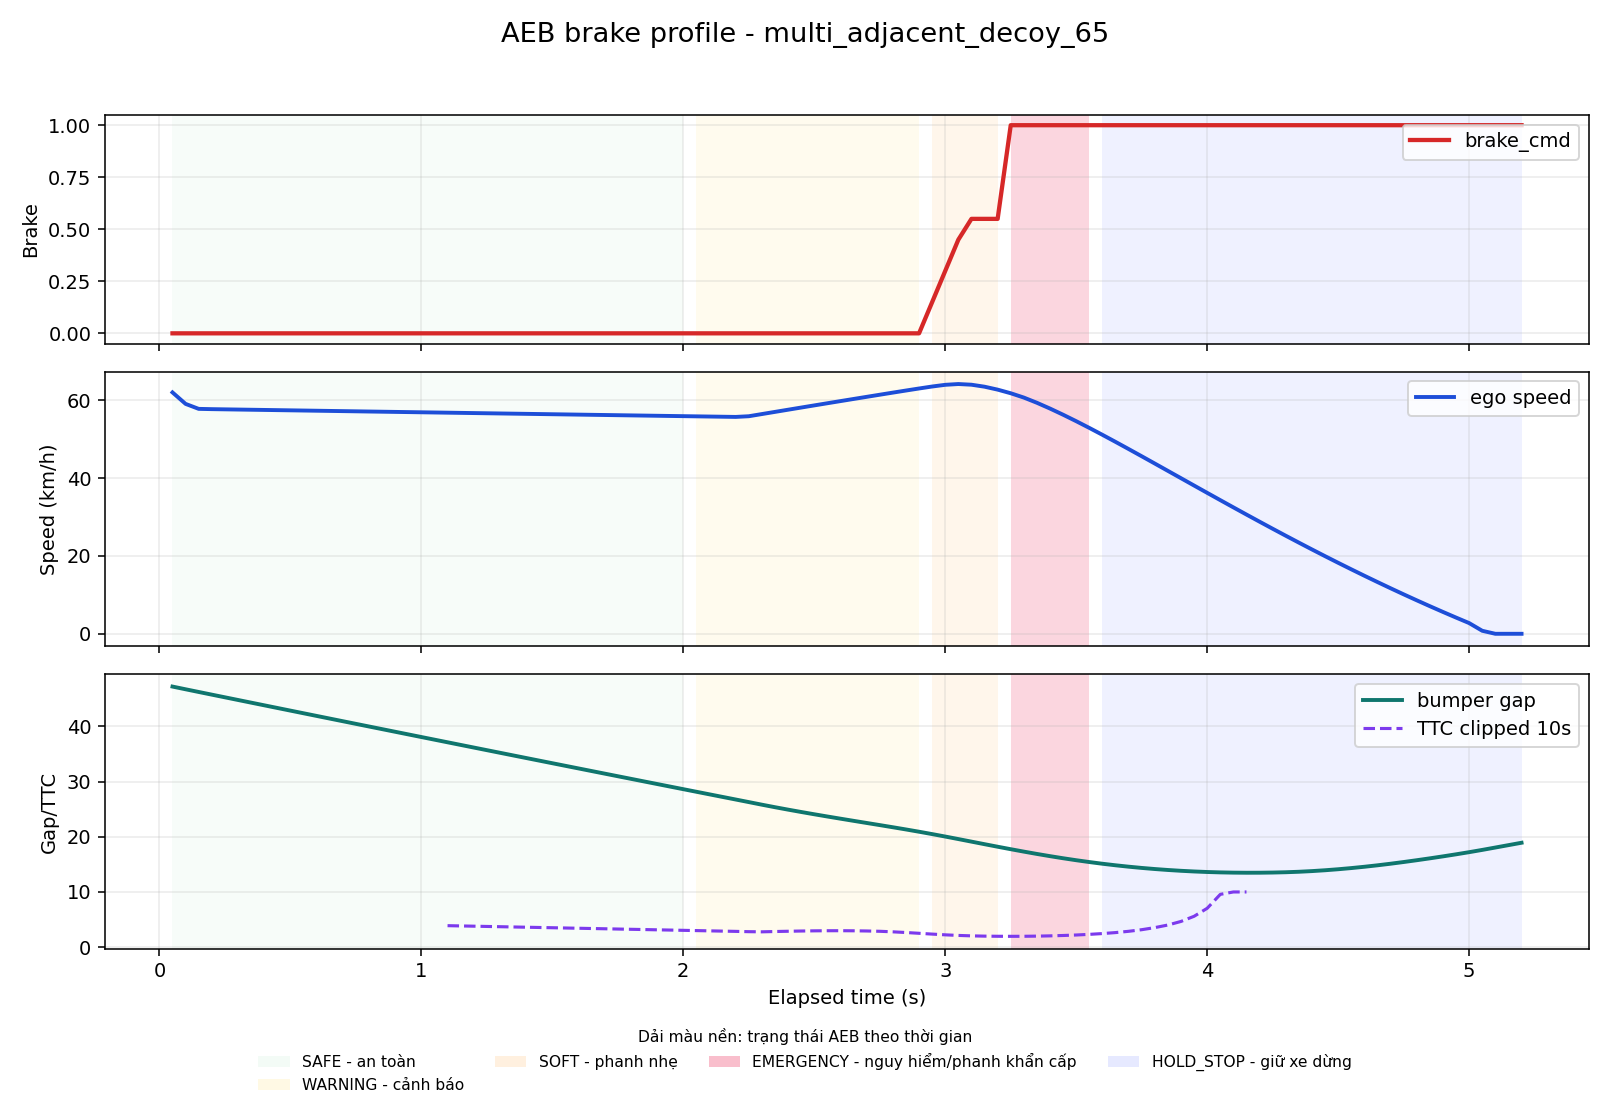 AEB brake profile - multi_adjacent_decoy_65
1.00
0.75
0.50
0.25
0.00
Brake
brake_cmd
60
40
20
0
Speed (km/h)
ego speed
40
30
20
10
0
Gap/TTC
bumper gap
TTC clipped 10s
0 1 2 3 4 5
Elapsed time (s)
Dải màu nền: trạng thái AEB theo thời gian
SAFE - an toàn SOFT - phanh nhẹ EMERGENCY - nguy hiểm/phanh khẩn cấp HOLD_STOP - giữ xe dừng
WARNING - cảnh báo